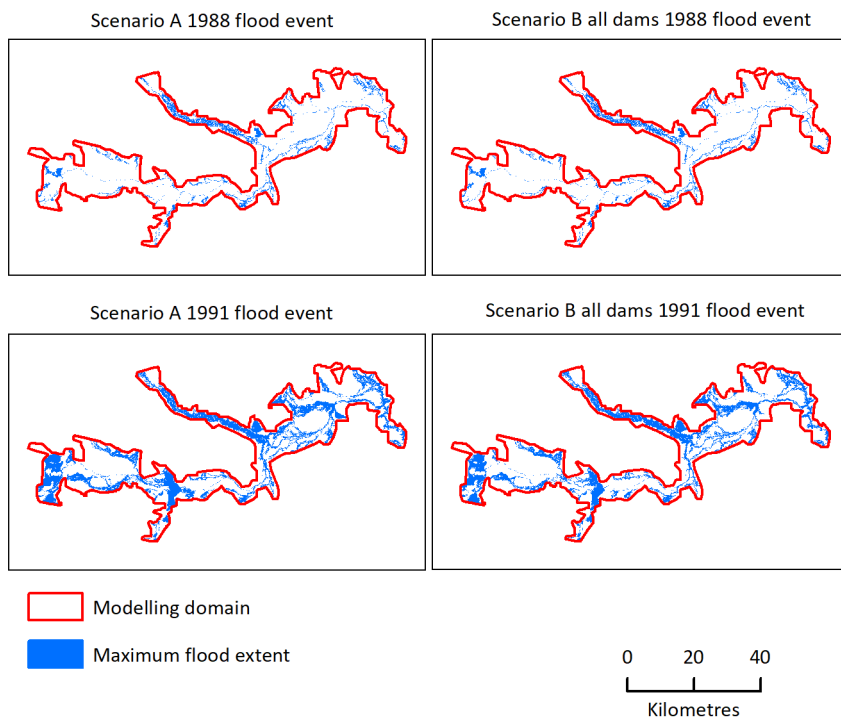 Scenario A 1988 flood event
Scenario B all dams 1988 flood event
Scenario A 1991 flood event
Scenario B all dams 1991 flood event
Modelling domain
Maximum flood extent
0 20 40
Kilometres